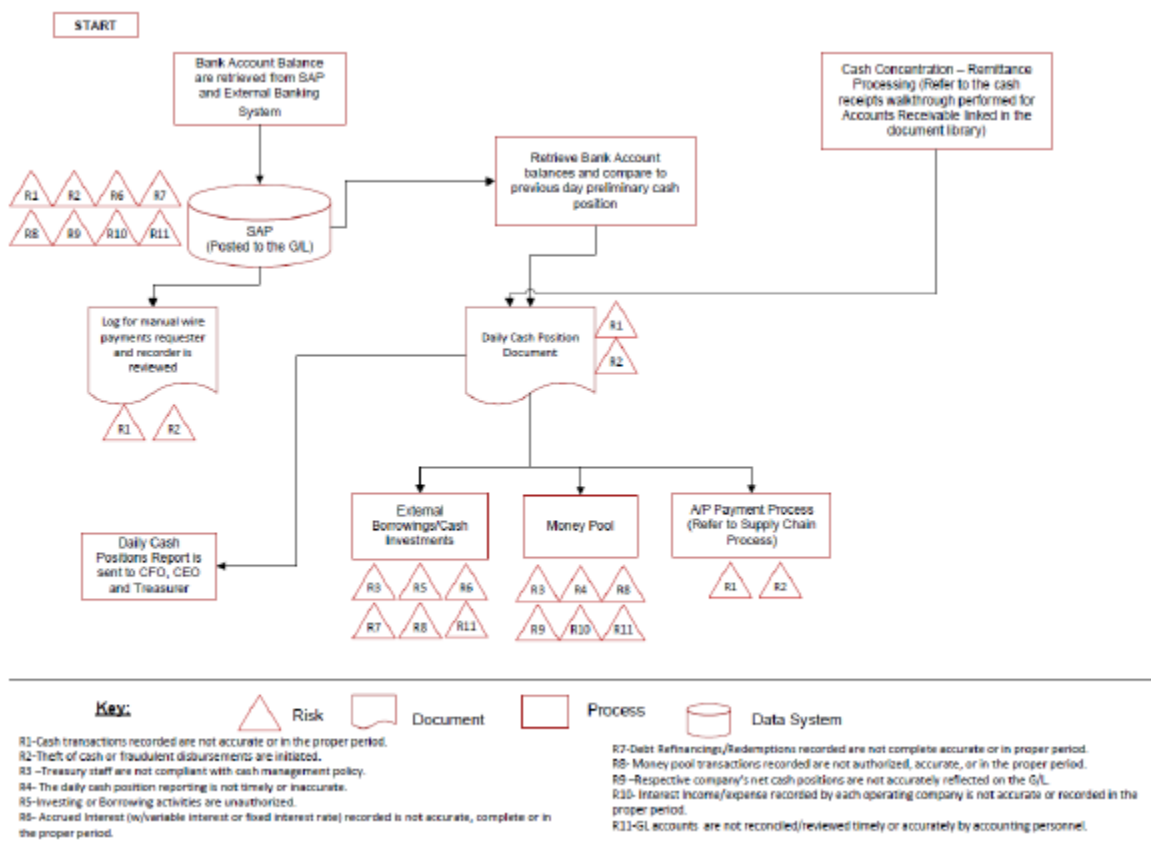 START
Bank Account Balance
are retrieved from SAP
and External Banking
System
Cash Concentration – Remittance
Processing (Refer to the cash
receipts walkthrough performed for
Accounts Receivable linked in the
document library)
Retrieve Bank Account
balances and compare to
previous day preliminary cash
position
R1 R2 R6 R7
R8 R9 R10 R11
SAP
(Posted to the G/L)
Log for manual wire
payments requester
and recorder is
reviewed
R1 R2
Daily Cash Position
Document
R1
R2
Daily Cash
Positions Report is
sent to CFO, CEO
and Treasurer
External
Borrowings/Cash
Investments
R3 R5 R6
R7 R8 R11
Money Pool
R3 R4 R8
R9 R10 R11
A/P Payment Process
(Refer to Supply Chain
Process)
R1 R2
Key:
Risk
Document
Process
Data System
R1-Cash transactions recorded are not accurate or in the proper period.
R2-Theft of cash or fraudulent disbursements are initiated.
R3 –Treasury staff are not compliant with cash management policy.
R4- The daily cash position reporting is not timely or inaccurate.
R5-Investing or Borrowing activities are unauthorized.
R6- Accrued Interest (w/variable interest or fixed interest rate) recorded is not accurate, complete or in
the proper period.
R7-Debt Refinancings/Redemptions recorded are not complete accurate or in proper period.
R8- Money pool transactions recorded are not authorized, accurate, or in the proper period.
R9 –Respective company's net cash positions are not accurately reflected on the G/L.
R10- Interest Income/expense recorded by each operating company is not accurate or recorded in the
proper period.
R11-GL accounts are not reconciled/reviewed timely or accurately by accounting personnel.